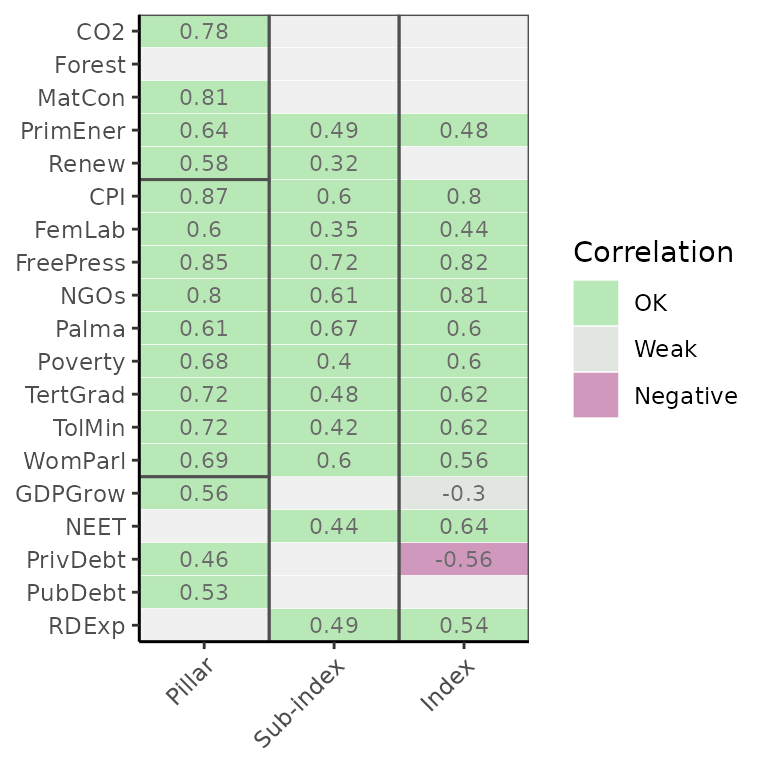 CO2 0.78
Forest
MatCon 0.81
PrimEner 0.64 0.49 0.48
Renew 0.58 0.32
CPI 0.87 0.6 0.8
FemLab 0.6 0.35 0.44
FreePress 0.85 0.72 0.82
NGOs 0.8 0.61 0.81
Palma 0.61 0.67 0.6
Poverty 0.68 0.4 0.6
TertGrad 0.72 0.48 0.62
TolMin 0.72 0.42 0.62
WomParl 0.69 0.6 0.56
GDPGrow 0.56 -0.3
NEET 0.44 0.64
PrivDebt 0.46 -0.56
PubDebt 0.53
RDExp 0.49 0.54
Pillar Sub-index Index
Correlation
OK
Weak
Negative